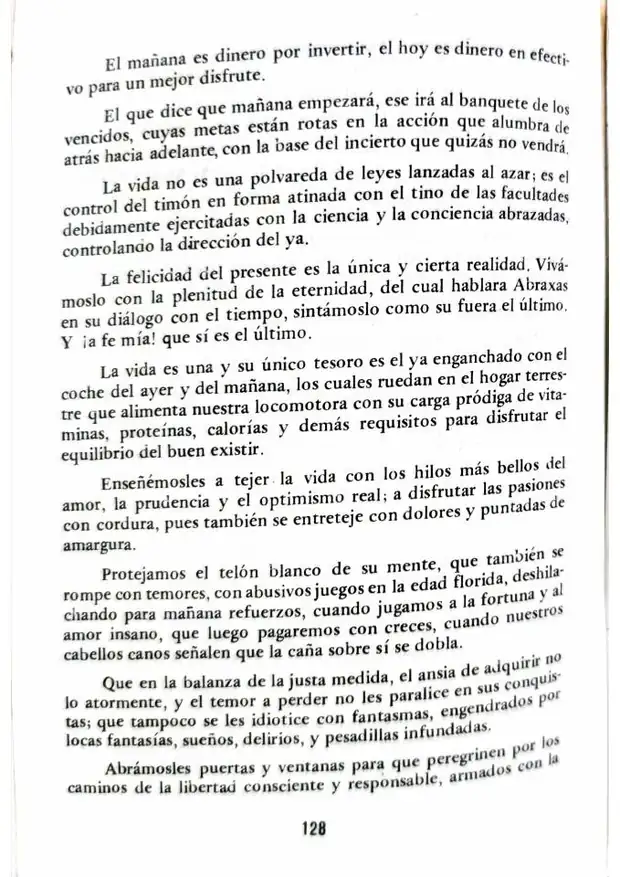 El mañana es dinero por invertir, el hoy es dinero en efecti-
vo para un mejor disfrute.
El que dice que mañana empezará, ese irá al banquete de los
vencidos, cuyas metas están rotas en la acción que alumbra de
atrás hacia adelante, con la base del incierto que quizás no vendrá.
La vida no es una polvareda de leyes lanzadas al azar; es el
control del timón en forma atinada con el tino de las facultades
debidamente ejercitadas con la ciencia y la conciencia abrazadas,
controlando la dirección del ya.
La felicidad del presente es la única y cierta realidad. Vivá-
moslo con la plenitud de la eternidad, del cual hablara Abraxas
en su diálogo con el tiempo, sintámoslo como su fuera el último.
Y ¡a fe mía! que sí es el último.
La vida es una y su único tesoro es el ya enganchado con el
coche del ayer y del mañana, los cuales ruedan en el hogar terres-
tre que alimenta nuestra locomotora con su carga pródiga de vita-
minas, proteínas, calorías y demás requisitos para disfrutar el
equilibrio del buen existir.
Enseñémosles a tejer la vida con los hilos más bellos del
amor, la prudencia y el optimismo real; a disfrutar las pasiones
con cordura, pues también se entreteje con dolores y puntadas de
amargura.
Protejamos el telón blanco de su mente, que también se
rompe con temores, con abusivos juegos en la edad florida, deshila-
chando para mañana refuerzos, cuando jugamos a la fortuna y al
amor insano, que luego pagaremos con creces, cuando nuestros
cabellos canos señalen que la caña sobre sí se dobla.
Que en la balanza de la justa medida, el ansia de adquirir no
lo atormente, y el temor a perder no les paralice en sus conquis-
tas; que tampoco se les idiotice con fantasmas, engendrados por
locas fantasías, sueños, delirios, y pesadillas infundadas.
Abrámosles puertas y ventanas para que peregrinen por los
caminos de la libertad consciente y responsable, armados con la
128